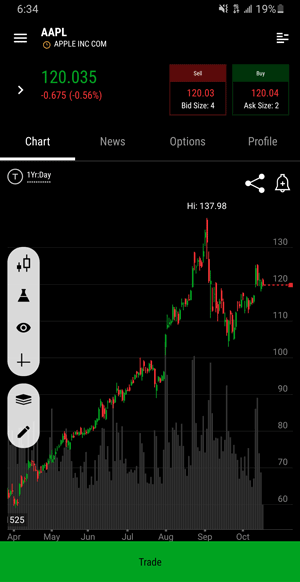 6:34
19%
AAPL
APPLE INC COM
120.035
-0.675 (-0.56%)
Sell
120.03
Bid Size: 4
Buy
120.04
Ask Size: 2
Chart
News
Options
Profile
T
1Yr:Day
Hi: 137.98
130
120
110
100
90
80
70
60
525
Apr
May
Jun
Jul
Aug
Sep
Oct
Trade